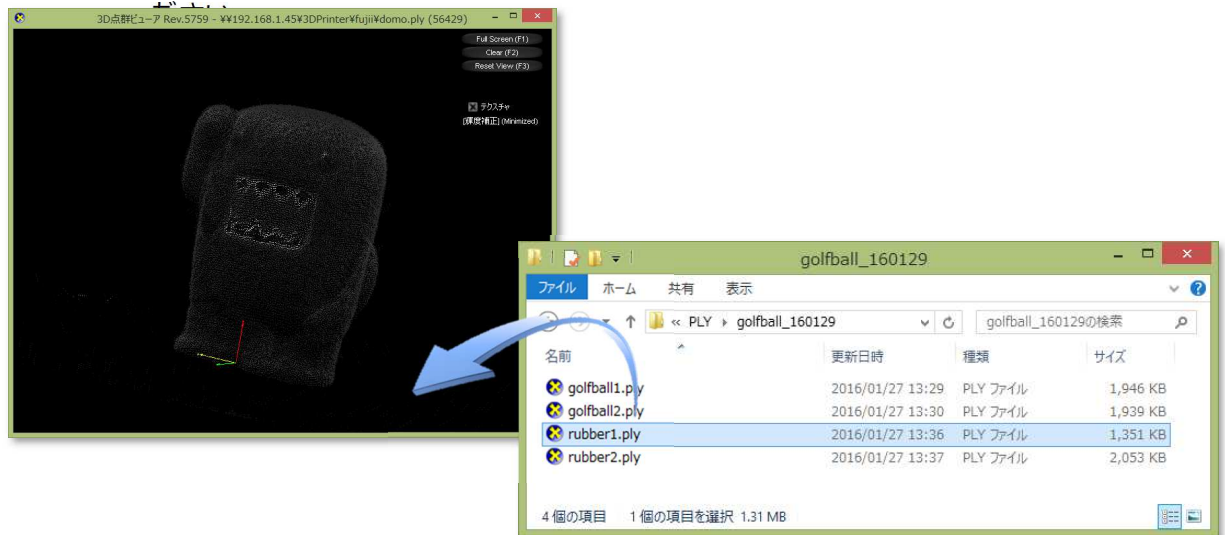 ださい
3D点群ビューア Rev.5759 - ¥¥192.168.1.45¥3DPrinter¥fujii¥domo.ply (56429)
Full Screen (F1)
Clear (F2)
Reset View (F3)
テクスチャ
[輝度補正] (Minimized)
golfball_160129
ファイル ホーム 共有 表示
« PLY ▸ golfball_160129 golfball_160129の検索
名前 更新日時 種類 サイズ
golfball1.ply 2016/01/27 13:29 PLY ファイル 1,946 KB
golfball2.ply 2016/01/27 13:30 PLY ファイル 1,939 KB
rubber1.ply 2016/01/27 13:36 PLY ファイル 1,351 KB
rubber2.ply 2016/01/27 13:37 PLY ファイル 2,053 KB
4 個の項目 1 個の項目を選択 1.31 MB